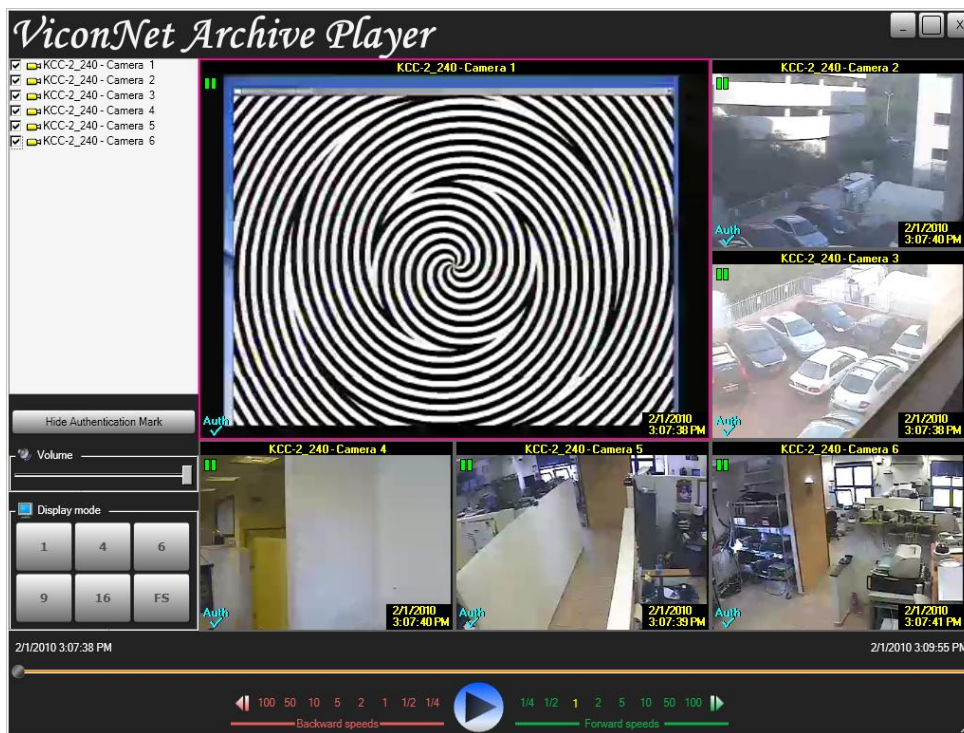 ViconNet Archive Player
_ X
KCC-2_240 - Camera 1
KCC-2_240 - Camera 2
KCC-2_240 - Camera 3
KCC-2_240 - Camera 4
KCC-2_240 - Camera 5
KCC-2_240 - Camera 6
KCC-2_240 - Camera 1
Auth
2/1/2010
3:07:38 PM
KCC-2_240 - Camera 2
Auth
2/1/2010
3:07:40 PM
KCC-2_240 - Camera 3
Auth
2/1/2010
3:07:38 PM
Hide Authentication Mark
Volume
Display mode
1 4 6
9 16 FS
KCC-2_240 - Camera 4
Auth
2/1/2010
3:07:40 PM
KCC-2_240 - Camera 5
Auth
2/1/2010
3:07:39 PM
KCC-2_240 - Camera 6
Auth
2/1/2010
3:07:41 PM
2/1/2010 3:07:38 PM
2/1/2010 3:09:55 PM
100 50 10 5 2 1 1/2 1/4
Backward speeds
1/4 1/2 1 2 5 10 50 100
Forward speeds